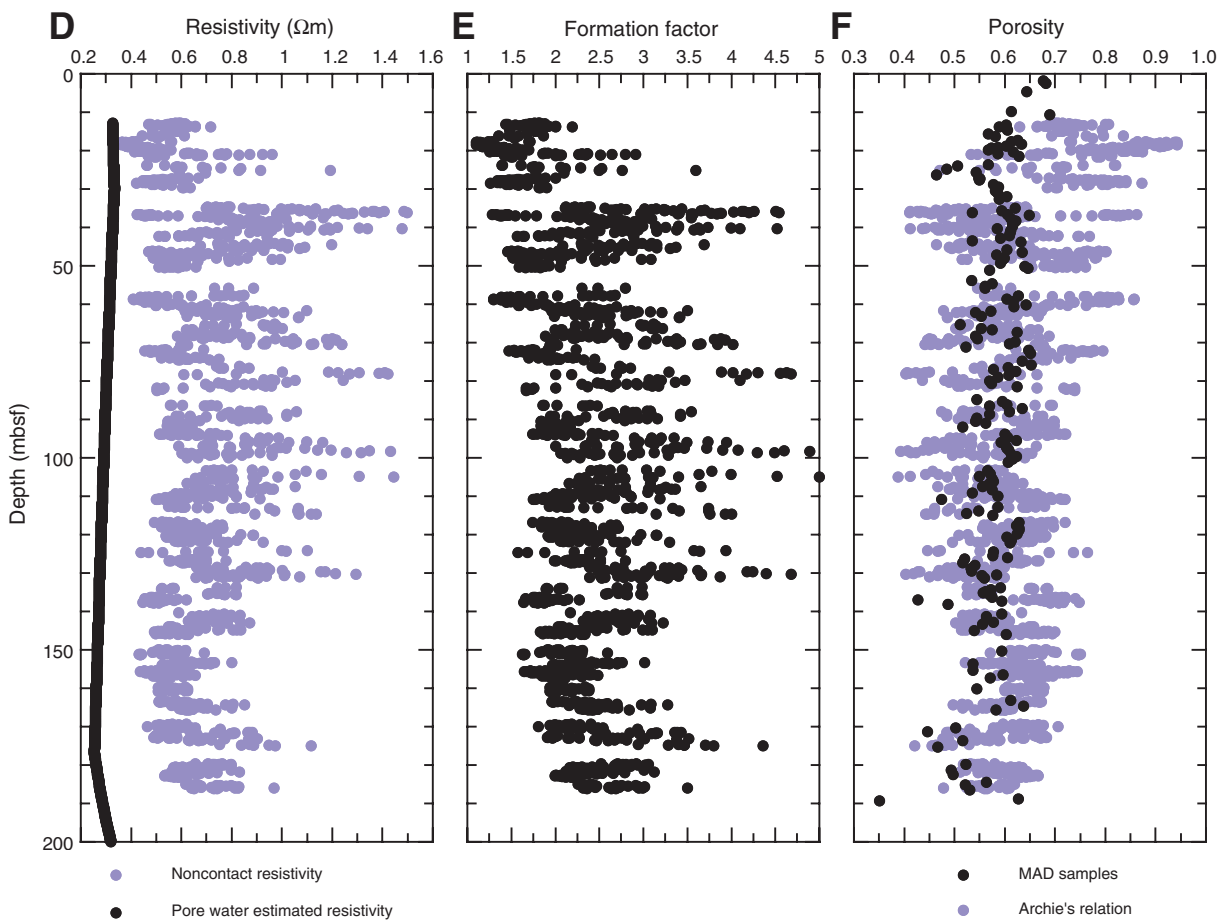 D Resistivity (Ωm)
E Formation factor
F Porosity
0.2 0.6 0.8 1 1.2 1.4 1.6
1 1.5 2 2.5 3 3.5 4 4.5 5
0.3 0.4 0.5 0.6 0.7 0.8 0.9 1.0
0
50
100
150
200
Depth (mbsf)
Noncontact resistivity
Pore water estimated resistivity
MAD samples
Archie's relation